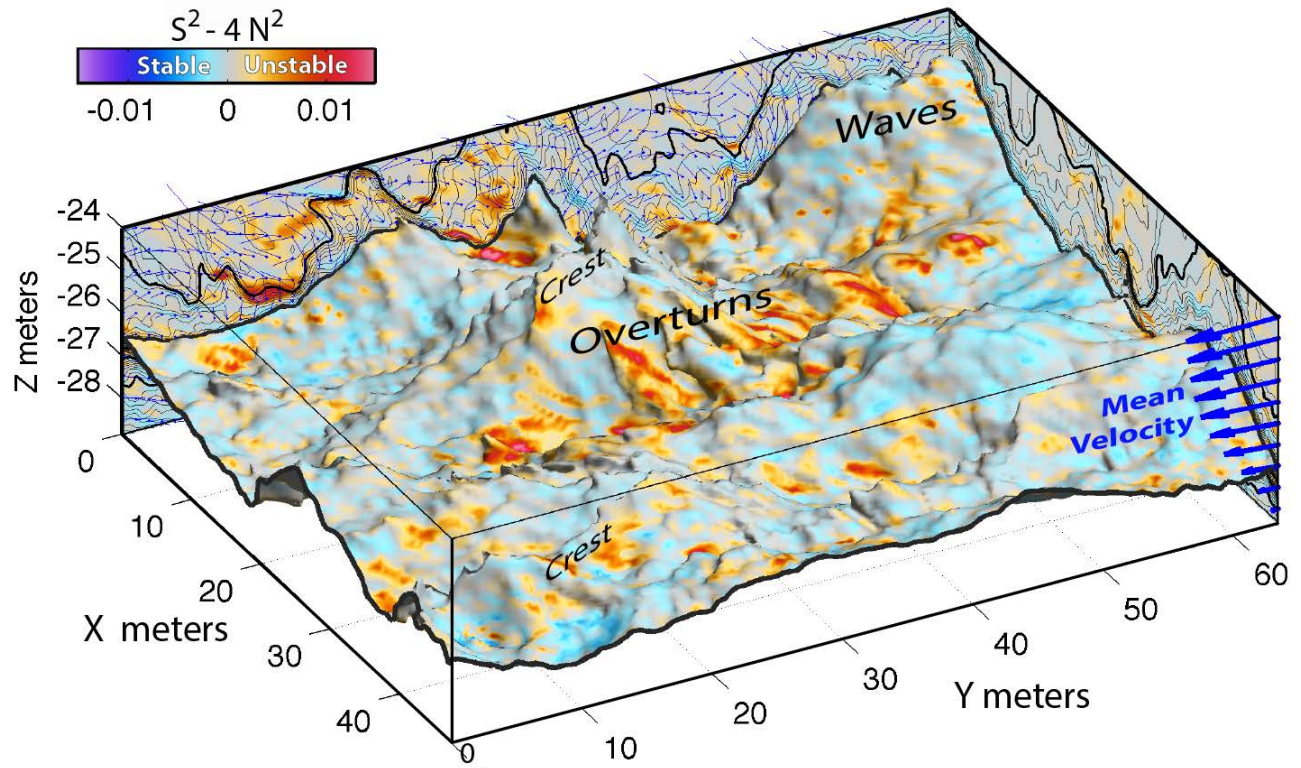 S² - 4 N²
Stable Unstable
-0.01 0 0.01
Waves
-24
-25
-26
-27
-28
Z meters
Crest
Overturns
Mean
Velocity
Crest
0
10
20
30
40
X meters
0
10
20
30
40
50
60
Y meters